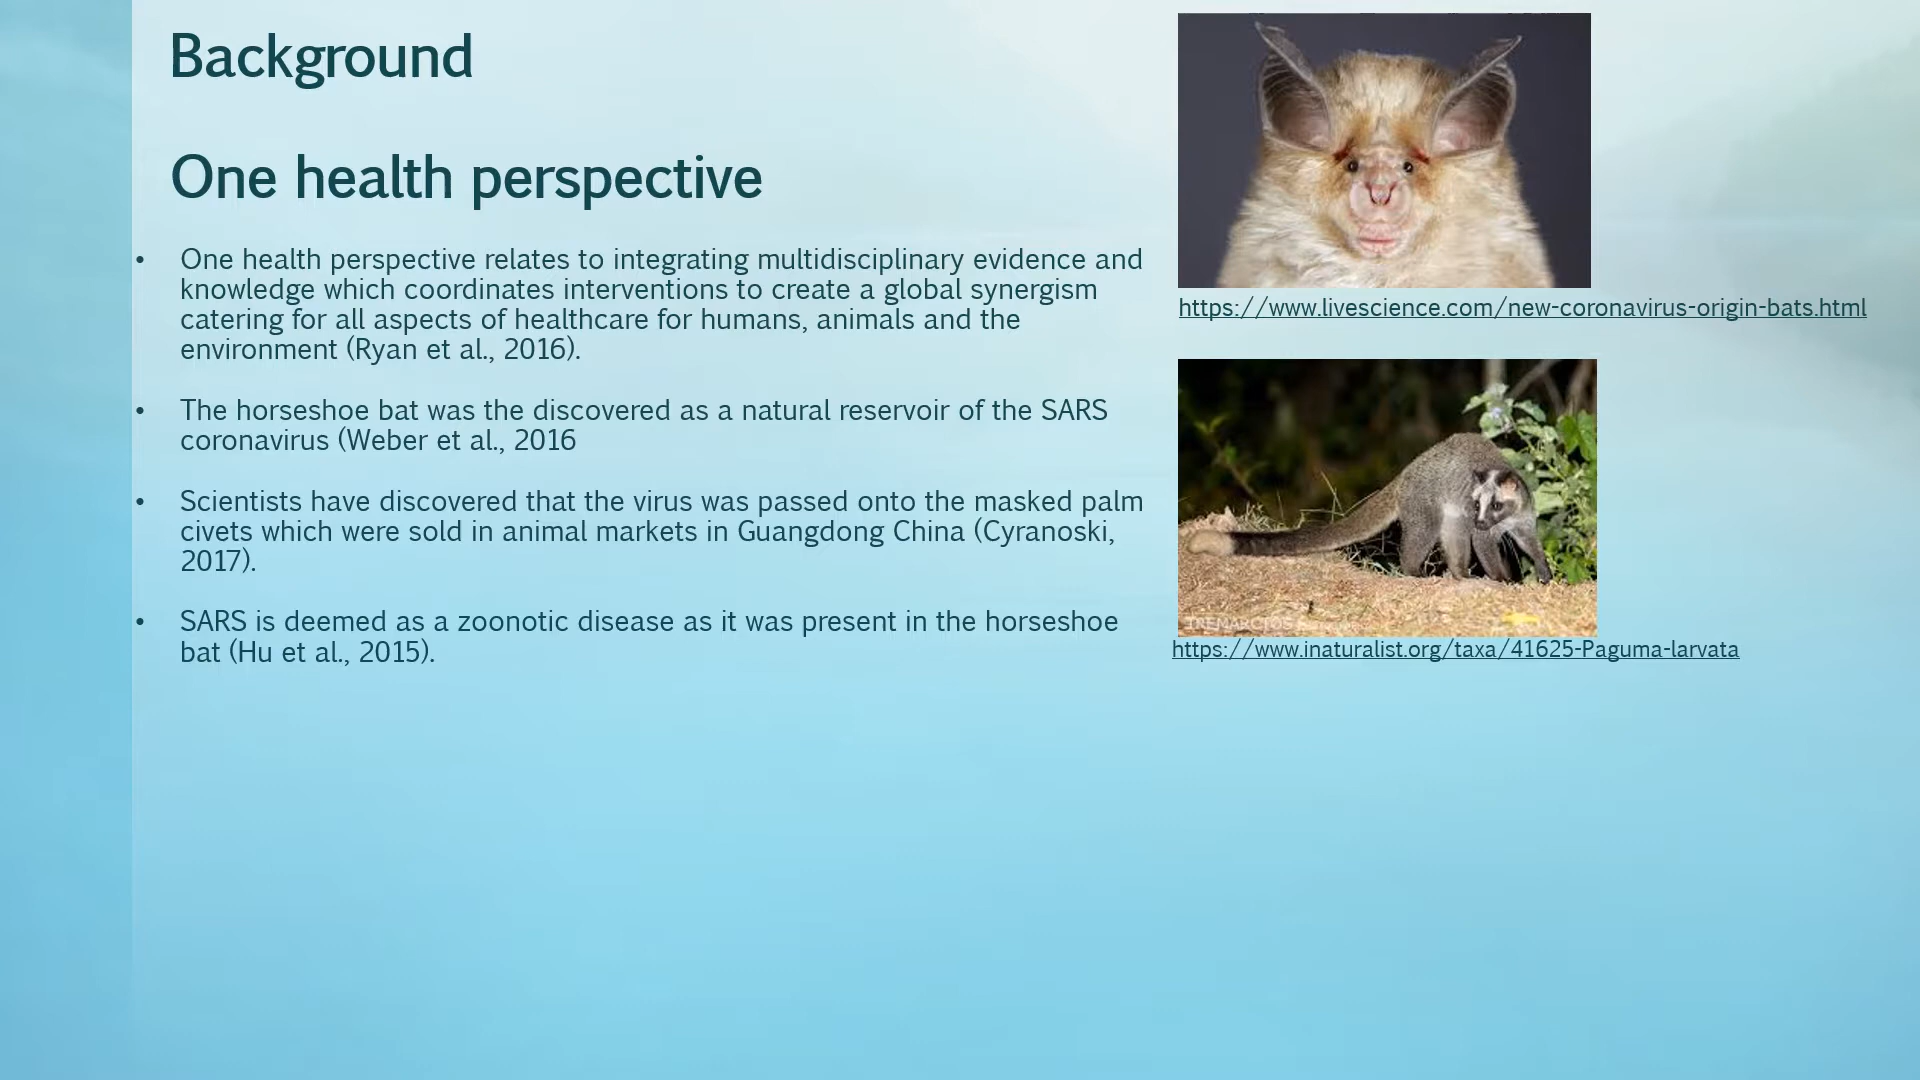 Background
One health perspective
• One health perspective relates to integrating multidisciplinary evidence and
knowledge which coordinates interventions to create a global synergism
catering for all aspects of healthcare for humans, animals and the
environment (Ryan et al., 2016).
• The horseshoe bat was the discovered as a natural reservoir of the SARS
coronavirus (Weber et al., 2016
• Scientists have discovered that the virus was passed onto the masked palm
civets which were sold in animal markets in Guangdong China (Cyranoski,
2017).
• SARS is deemed as a zoonotic disease as it was present in the horseshoe
bat (Hu et al., 2015).
https://www.livescience.com/new-coronavirus-origin-bats.html
TREMARCTOS
https://www.inaturalist.org/taxa/41625-Paguma-larvata